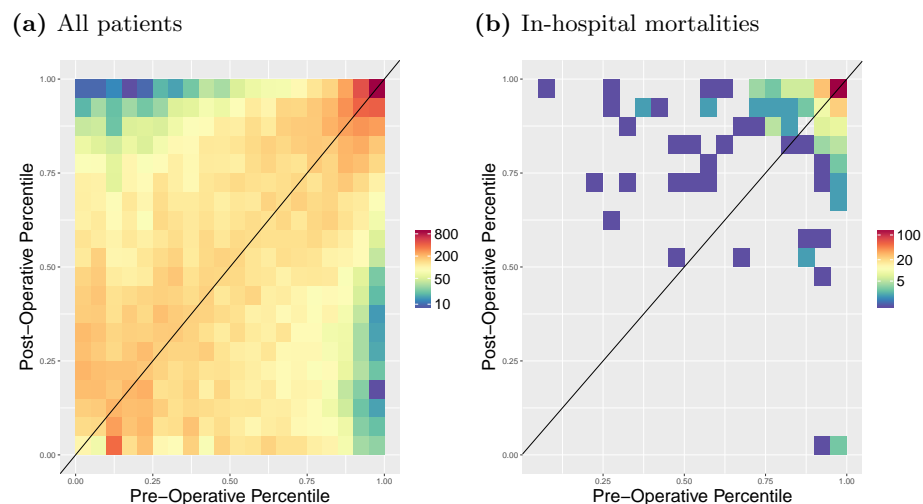 (a) All patients
(b) In-hospital mortalities
Post−Operative Percentile
1.00
0.75
0.50
0.25
0.00
0.00 0.25 0.50 0.75 1.00
Pre−Operative Percentile
800
200
50
10
Post−Operative Percentile
1.00
0.75
0.50
0.25
0.00
0.25 0.50 0.75 1.00
Pre−Operative Percentile
100
20
5